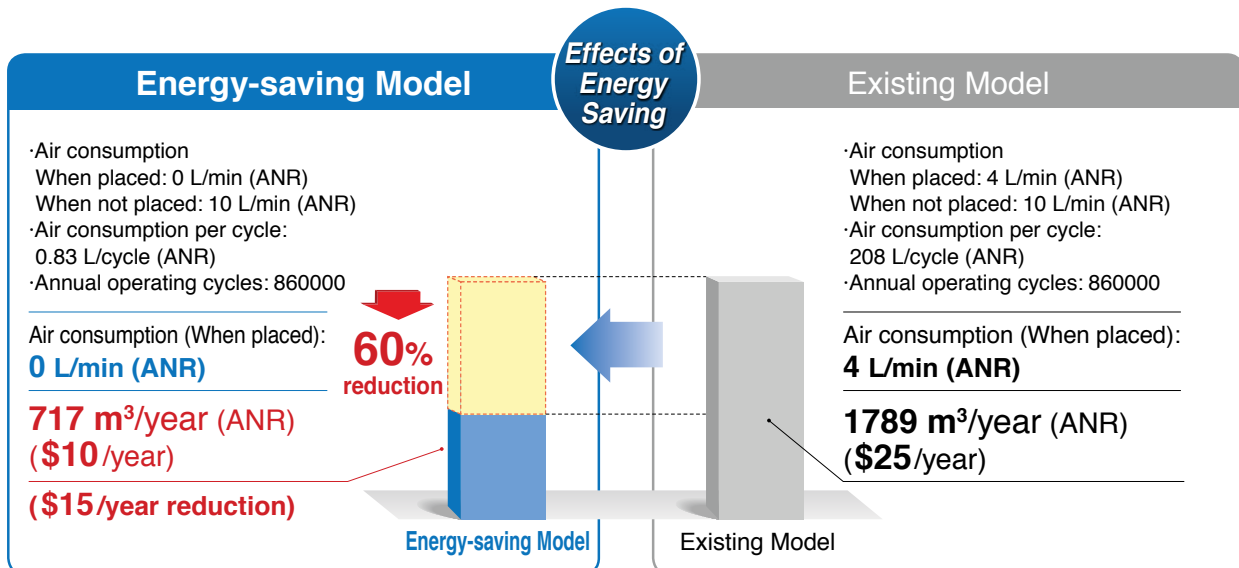 Effects of
Energy
Saving
Energy-saving Model
·Air consumption
When placed: 0 L/min (ANR)
When not placed: 10 L/min (ANR)
·Air consumption per cycle:
0.83 L/cycle (ANR)
·Annual operating cycles: 860000
Air consumption (When placed):
0 L/min (ANR)
717 m³/year (ANR)
($10/year)
($15/year reduction)
60%
reduction
Energy-saving Model
Existing Model
·Air consumption
When placed: 4 L/min (ANR)
When not placed: 10 L/min (ANR)
·Air consumption per cycle:
208 L/cycle (ANR)
·Annual operating cycles: 860000
Air consumption (When placed):
4 L/min (ANR)
1789 m³/year (ANR)
($25/year)
Existing Model